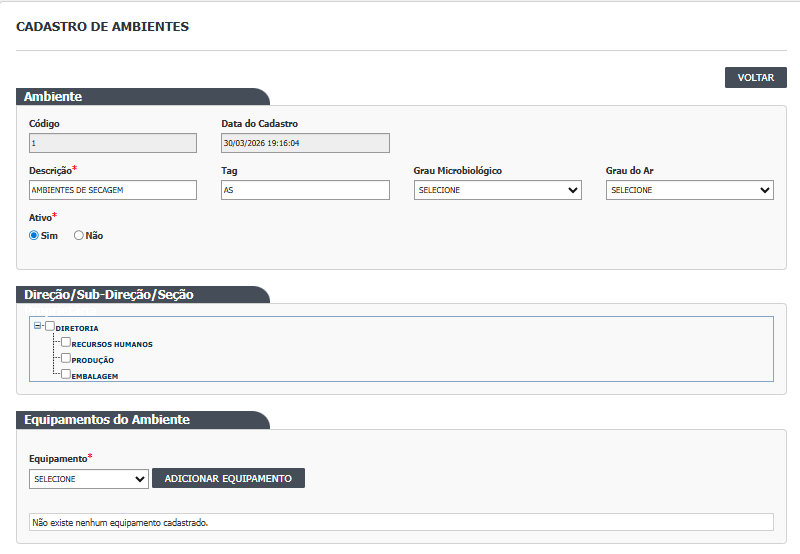 CADASTRO DE AMBIENTES
VOLTAR
Ambiente
Código Data do Cadastro
1 30/03/2026 19:16:04
Descrição* Tag Grau Microbiológico Grau do Ar
AMBIENTES DE SECAGEM AS SELECIONE SELECIONE
Ativo*
Sim Não
Direção/Sub-Direção/Seção
DIRETORIA
RECURSOS HUMANOS
PRODUÇÃO
EMBALAGEM
Equipamentos do Ambiente
Equipamento*
SELECIONE ADICIONAR EQUIPAMENTO
Não existe nenhum equipamento cadastrado.